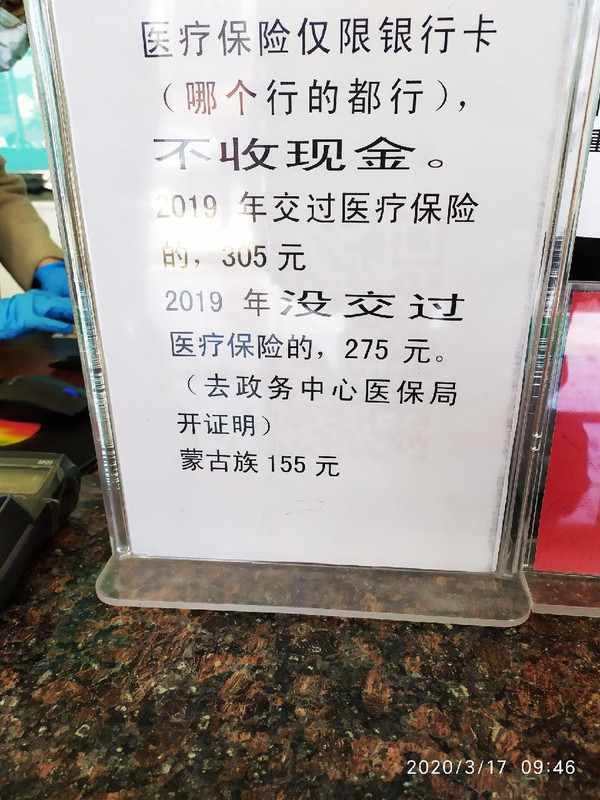 医疗保险仅限银行卡
（哪个行的都行），
不收现金。
2019 年交过医疗保险
的，305 元
2019 年没交过
医疗保险的，275 元。
（去政务中心医保局
开证明）
蒙古族 155 元
2020/3/17 09:46